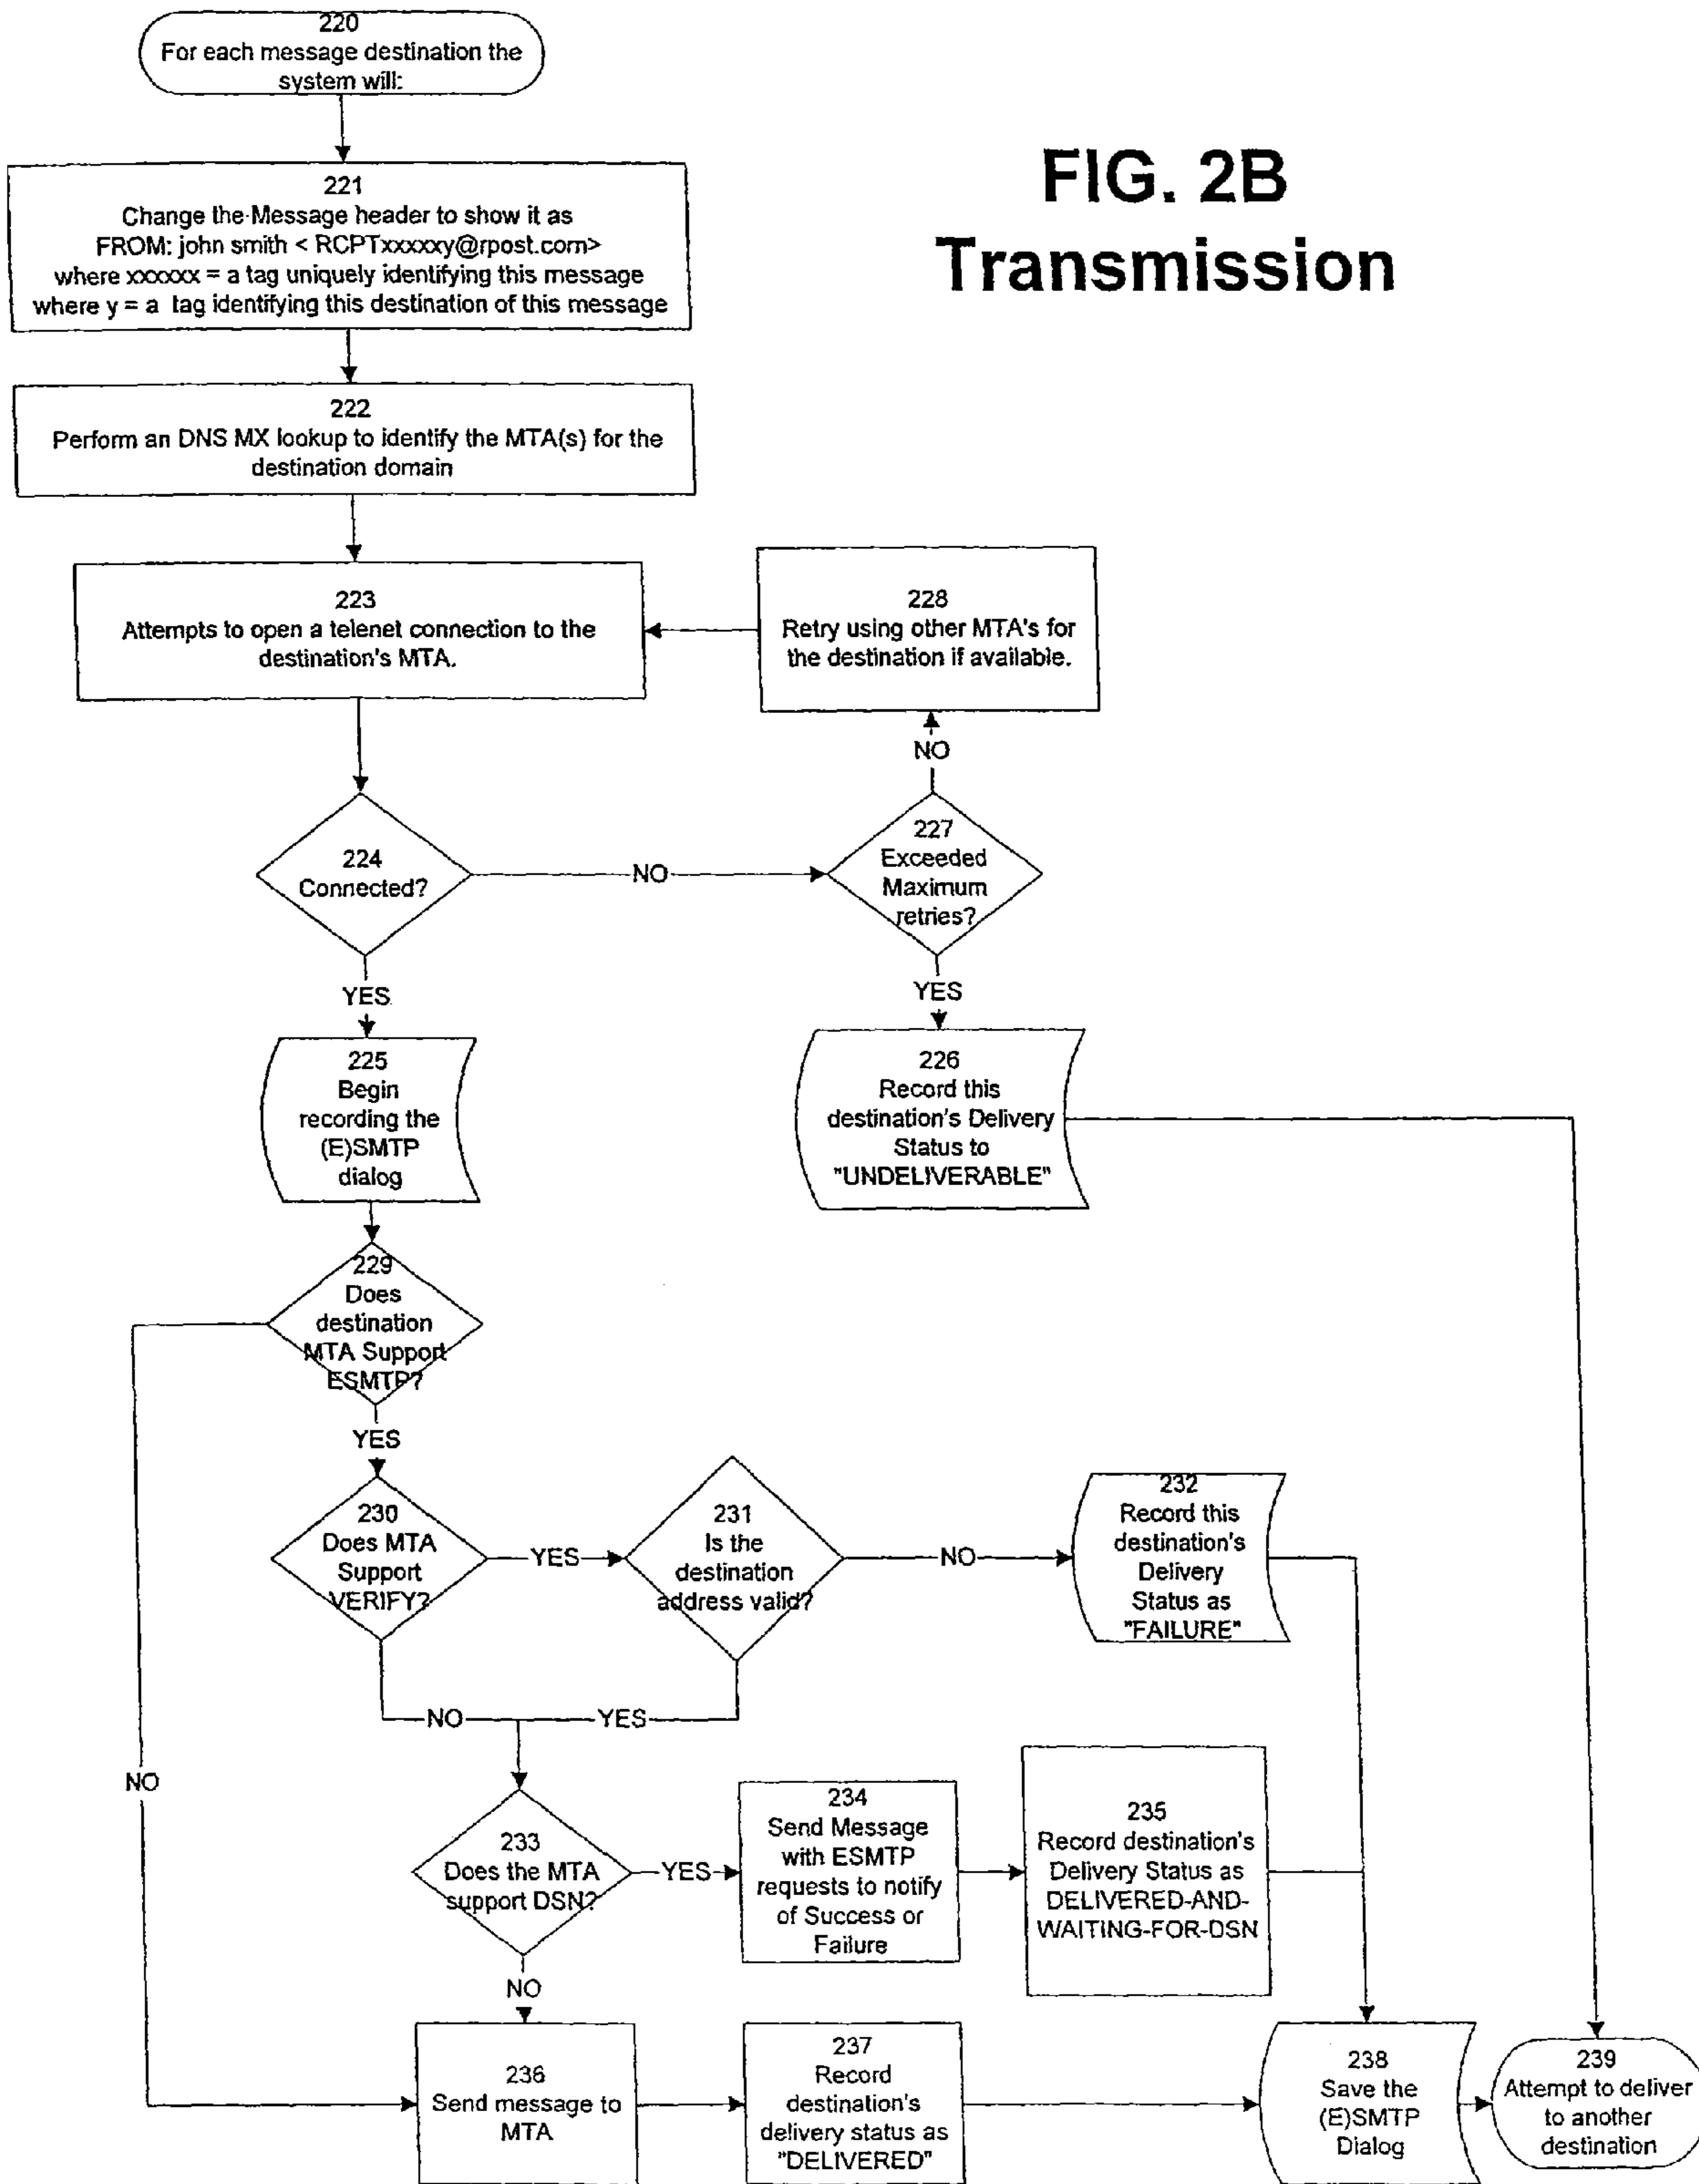 220
For each message destination the
system will:
FIG. 2B
Transmission
221
Change the Message header to show it as
FROM: john smith < RCPTxxxxxy@rpost.com>
where xxxxxx = a tag uniquely identifying this message
where y = a tag identifying this destination of this message
222
Perform an DNS MX lookup to identify the MTA(s) for the
destination domain
223
Attempts to open a telenet connection to the
destination's MTA.
228
Retry using other MTA's for
the destination if available.
NO
224
Connected?
NO
227
Exceeded
Maximum
retries?
YES
YES
225
Begin
recording the
(E)SMTP
dialog
226
Record this
destination's Delivery
Status to
"UNDELIVERABLE"
229
Does
destination
MTA Support
ESMTP?
YES
230
Does MTA
Support
VERIFY?
YES
231
Is the
destination
address valid?
NO
232
Record this
destination's
Delivery
Status as
"FAILURE"
NO
YES
NO
233
Does the MTA
support DSN?
YES
234
Send Message
with ESMTP
requests to notify
of Success or
Failure
235
Record destination's
Delivery Status as
DELIVERED-AND-
WAITING-FOR-DSN
NO
236
Send message to
MTA
237
Record
destination's
delivery status as
"DELIVERED"
238
Save the
(E)SMTP
Dialog
239
Attempt to deliver
to another
destination